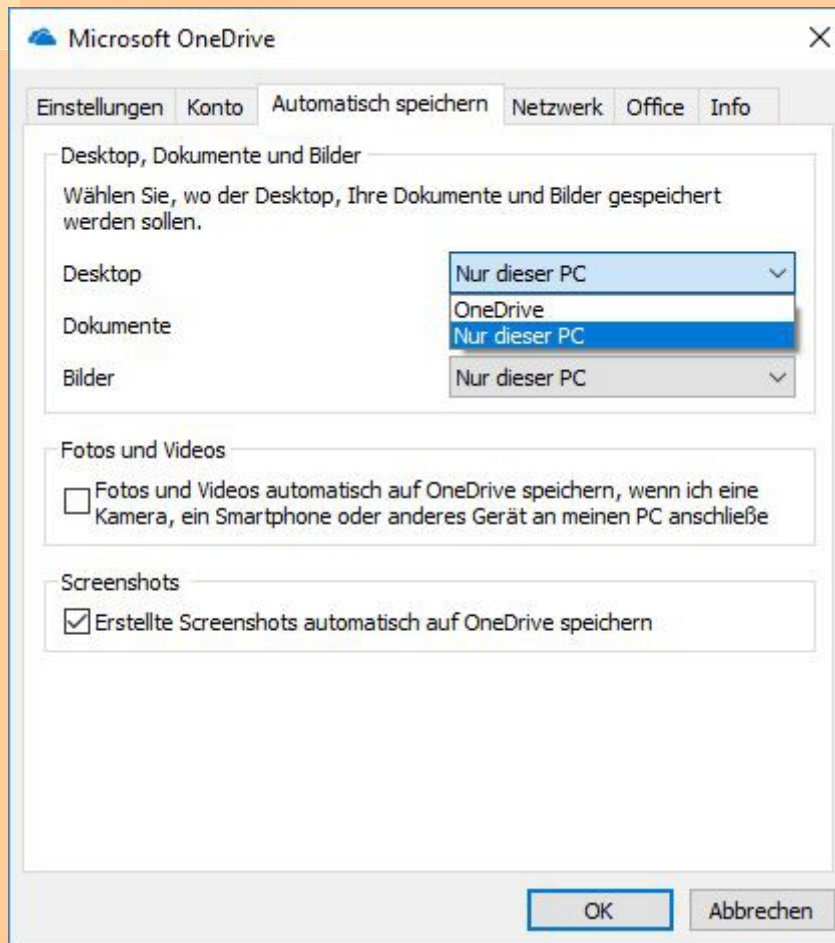 Microsoft OneDrive
Einstellungen Konto Automatisch speichern Netzwerk Office Info
Desktop, Dokumente und Bilder
Wählen Sie, wo der Desktop, Ihre Dokumente und Bilder gespeichert
werden sollen.
Desktop Nur dieser PC
OneDrive
Dokumente Nur dieser PC
Bilder Nur dieser PC
Fotos und Videos
Fotos und Videos automatisch auf OneDrive speichern, wenn ich eine
Kamera, ein Smartphone oder anderes Gerät an meinen PC anschließe
Screenshots
Erstellte Screenshots automatisch auf OneDrive speichern
OK Abbrechen